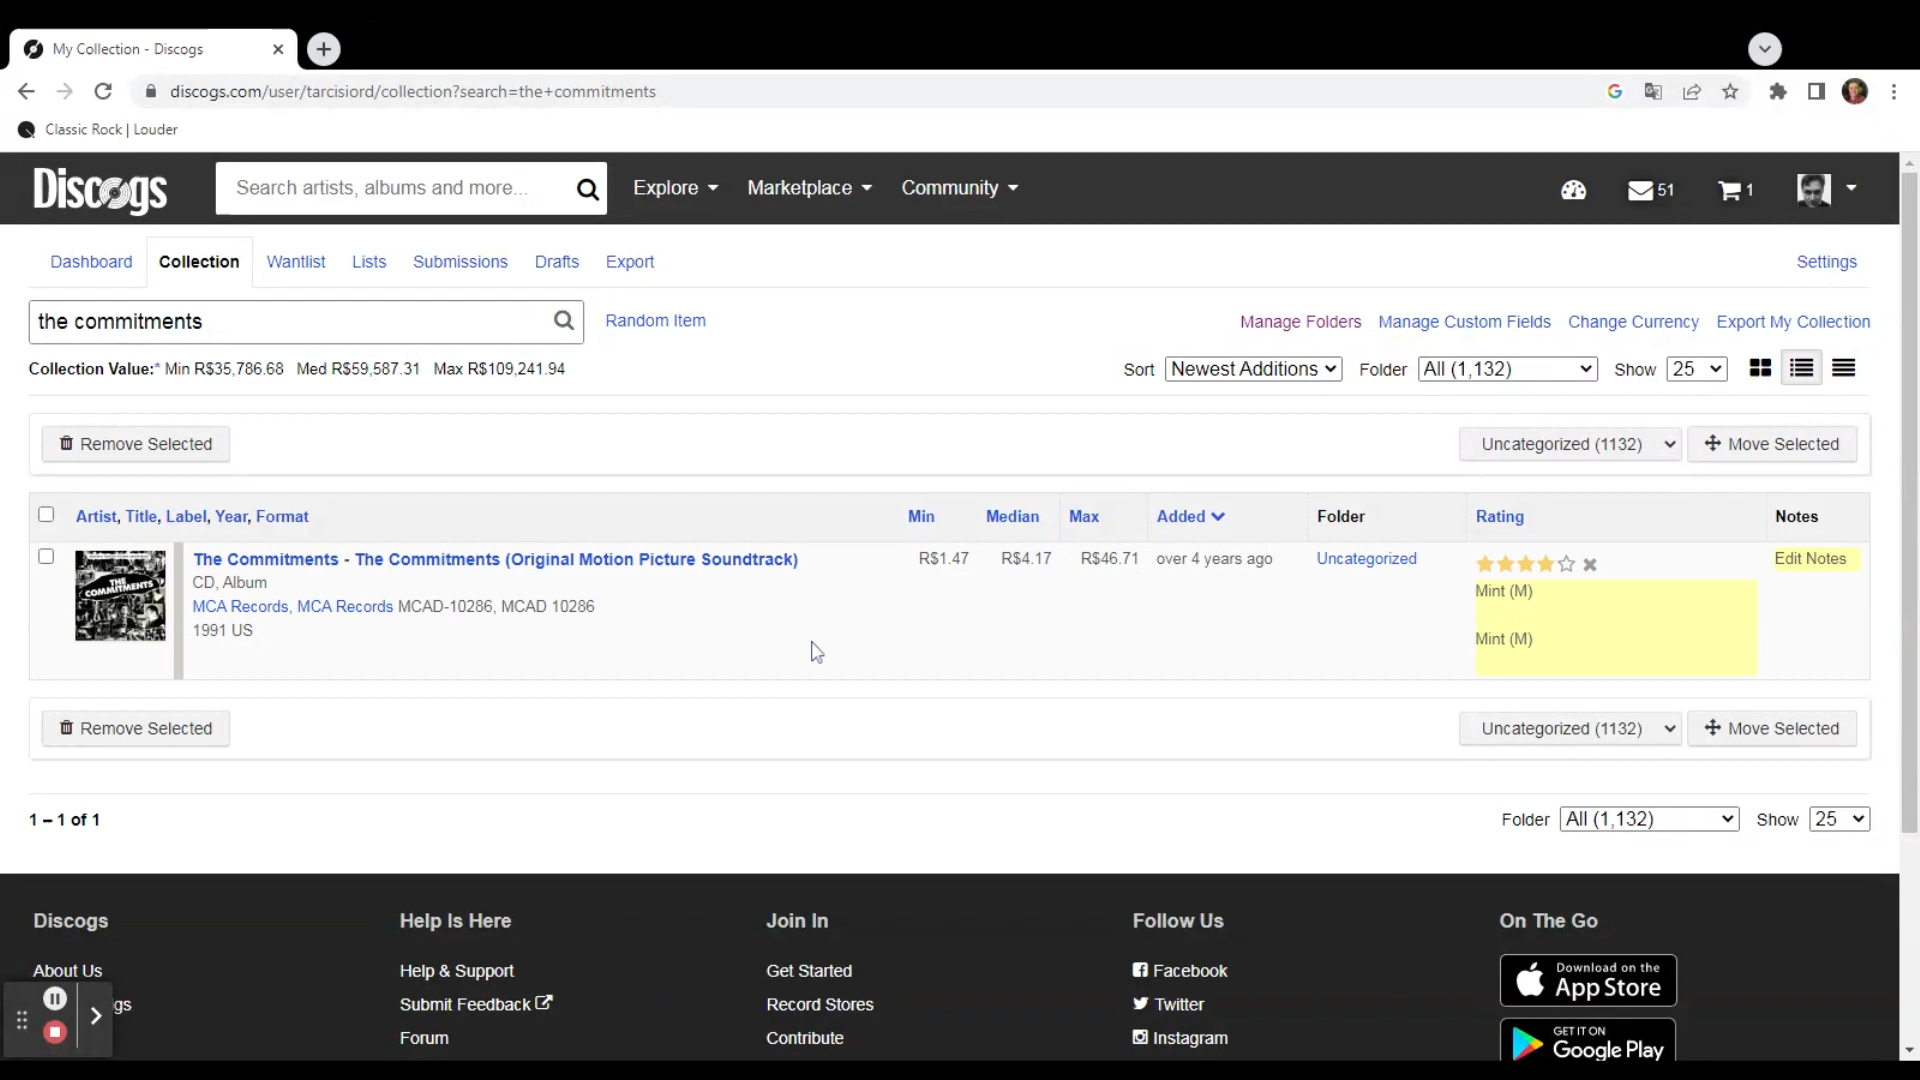 My Collection - Discogs
discogs.com/user/tarcisiord/collection?search=the+commitments
Classic Rock | Louder
Discogs
Search artists, albums and more...
Explore
Marketplace
Community
51
1
Dashboard
Collection
Wantlist
Lists
Submissions
Drafts
Export
Settings
the commitments
Random Item
Manage Folders
Manage Custom Fields
Change Currency
Export My Collection
Collection Value:* Min R$35,786.68 Med R$59,587.31 Max R$109,241.94
Sort Newest Additions
Folder All (1,132)
Show 25
Remove Selected
Uncategorized (1132)
Move Selected
Artist, Title, Label, Year, Format
Min
Median
Max
Added
Folder
Rating
Notes
THE COMMITMENTS
The Commitments - The Commitments (Original Motion Picture Soundtrack)
CD, Album
MCA Records, MCA Records MCAD-10286, MCAD 10286
1991 US
R$1.47
R$4.17
R$46.71
over 4 years ago
Uncategorized
Mint (M)
Mint (M)
Edit Notes
Remove Selected
Uncategorized (1132)
Move Selected
1 – 1 of 1
Folder All (1,132)
Show 25
Discogs
About Us
gs
Help Is Here
Help & Support
Submit Feedback
Forum
Join In
Get Started
Record Stores
Contribute
Follow Us
Facebook
Twitter
Instagram
On The Go
Download on the
App Store
GET IT ON
Google Play